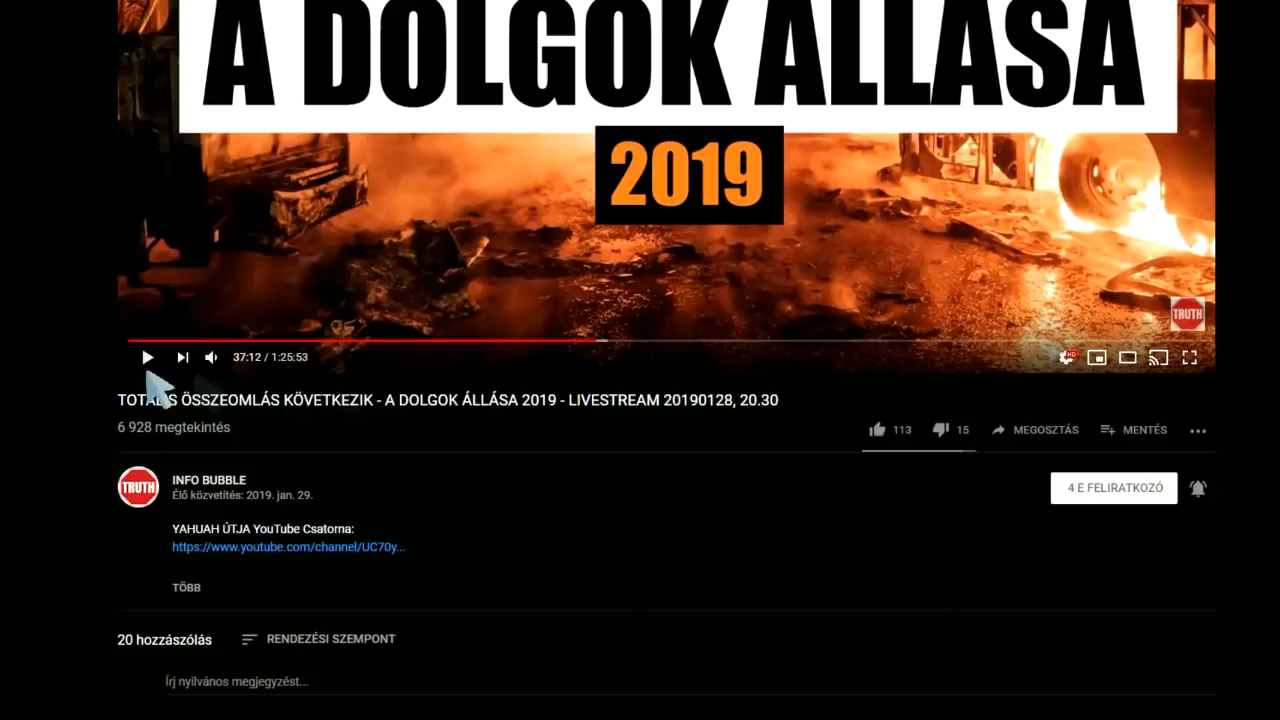 A DOLGOK ÁLLÁSA
2019
TRUTH
HD
37:12 / 1:25:53
TOTÁLIS ÖSSZEOMLÁS KÖVETKEZIK - A DOLGOK ÁLLÁSA 2019 - LIVESTREAM 20190128, 20.30
6 928 megtekintés
113 15 MEGOSZTÁS MENTÉS
TRUTH
INFO BUBBLE
Élő közvetítés: 2019. jan. 29.
4 E FELIRATKOZÓ
YAHUAH ÚTJA YouTube Csatorna:
https://www.youtube.com/channel/UC70y...
TÖBB
20 hozzászólás RENDEZÉSI SZEMPONT
Írj nyilvános megjegyzést...